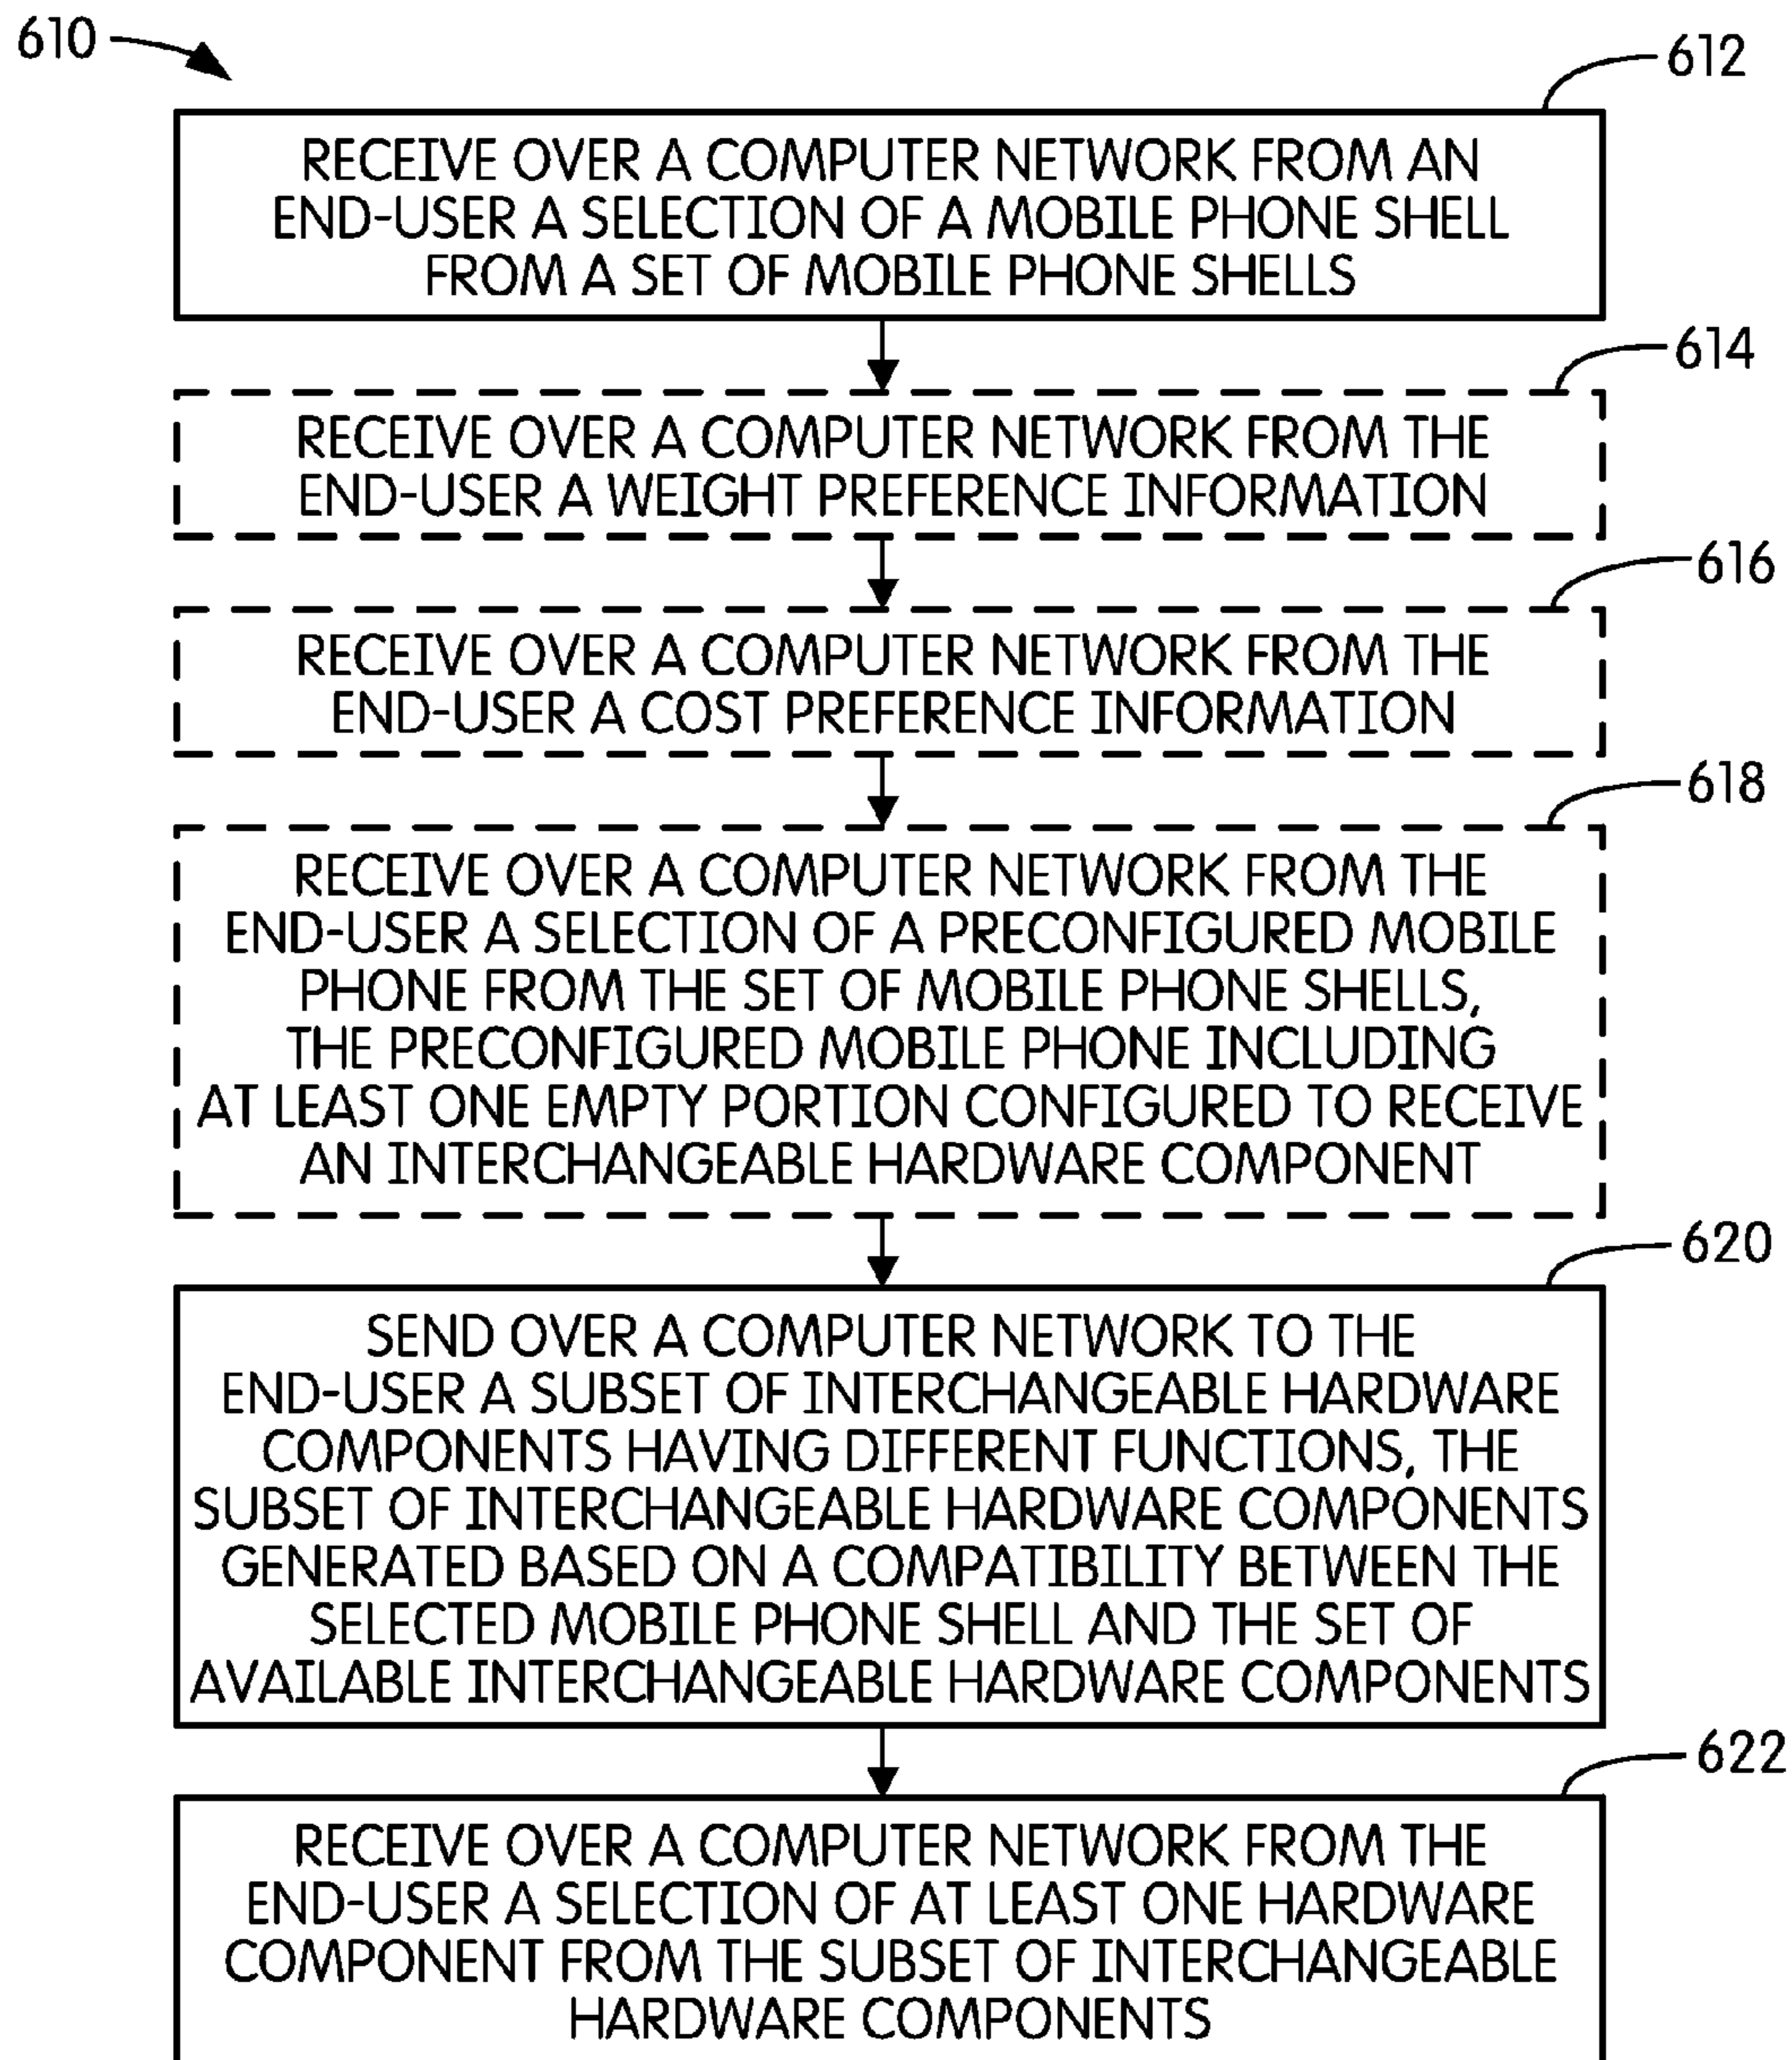 610
612
RECEIVE OVER A COMPUTER NETWORK FROM AN
END-USER A SELECTION OF A MOBILE PHONE SHELL
FROM A SET OF MOBILE PHONE SHELLS
614
RECEIVE OVER A COMPUTER NETWORK FROM THE
END-USER A WEIGHT PREFERENCE INFORMATION
616
RECEIVE OVER A COMPUTER NETWORK FROM THE
END-USER A COST PREFERENCE INFORMATION
618
RECEIVE OVER A COMPUTER NETWORK FROM THE
END-USER A SELECTION OF A PRECONFIGURED MOBILE
PHONE FROM THE SET OF MOBILE PHONE SHELLS,
THE PRECONFIGURED MOBILE PHONE INCLUDING
AT LEAST ONE EMPTY PORTION CONFIGURED TO RECEIVE
AN INTERCHANGEABLE HARDWARE COMPONENT
620
SEND OVER A COMPUTER NETWORK TO THE
END-USER A SUBSET OF INTERCHANGEABLE HARDWARE
COMPONENTS HAVING DIFFERENT FUNCTIONS, THE
SUBSET OF INTERCHANGEABLE HARDWARE COMPONENTS
GENERATED BASED ON A COMPATIBILITY BETWEEN THE
SELECTED MOBILE PHONE SHELL AND THE SET OF
AVAILABLE INTERCHANGEABLE HARDWARE COMPONENTS
622
RECEIVE OVER A COMPUTER NETWORK FROM THE
END-USER A SELECTION OF AT LEAST ONE HARDWARE
COMPONENT FROM THE SUBSET OF INTERCHANGEABLE
HARDWARE COMPONENTS